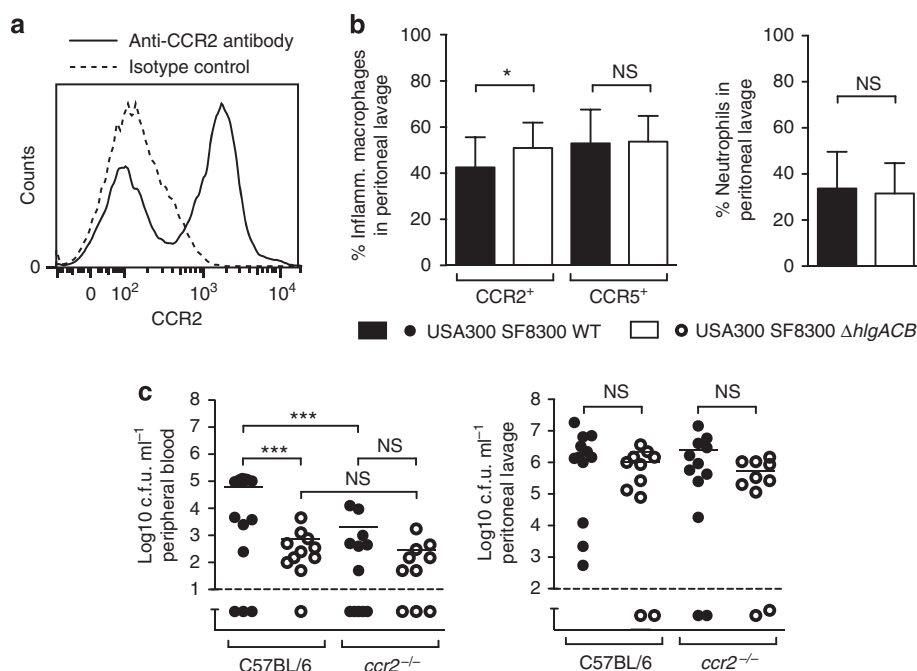 a
Anti-CCR2 antibody
Isotype control
Counts
0
0 10² 10³ 10⁴
CCR2
b
% Inflamm. macrophages
in peritoneal lavage
100
80
60
40
20
0
*
NS
CCR2⁺ CCR5⁺
% Neutrophils in
peritoneal lavage
100
80
60
40
20
0
NS
USA300 SF8300 WT
USA300 SF8300 ΔhlgACB
c
Log10 c.f.u. ml⁻¹
peripheral blood
8
7
6
5
4
3
2
1
***
***
NS
NS
C57BL/6 ccr2⁻/⁻
Log10 c.f.u. ml⁻¹
peritoneal lavage
8
7
6
5
4
3
2
NS
NS
C57BL/6 ccr2⁻/⁻